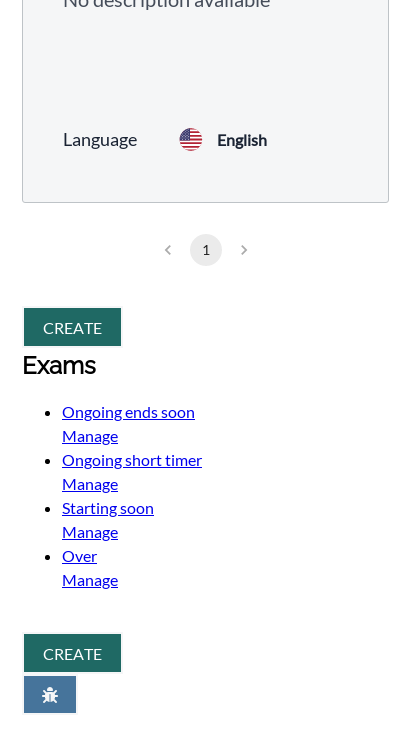 No description available
Language English
1
CREATE
Exams
Ongoing ends soon
Manage
Ongoing short timer
Manage
Starting soon
Manage
Over
Manage
CREATE